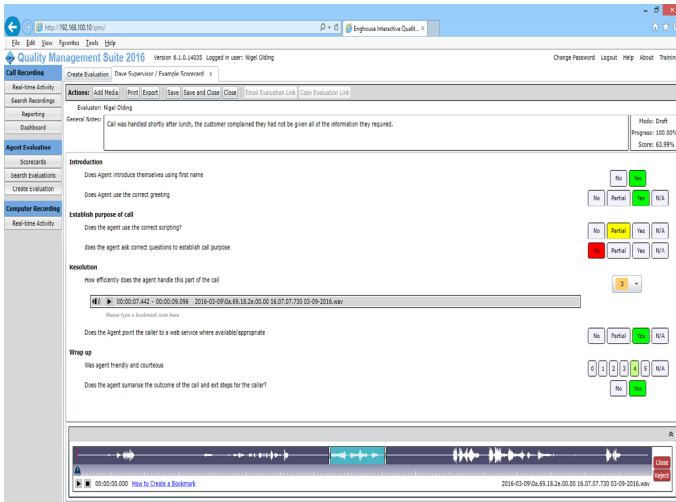 http://192.168.100.10/qms/
Enghouse Interactive Qualit... ×
File Edit View Favorites Tools Help
Quality Management Suite 2016 Version 6.1.0.14035 Logged in user: Nigel Olding Change Password Logout Help About Training
Call Recording
Real-time Activity
Search Recordings
Reporting
Dashboard
Agent Evaluation
Scorecards
Search Evaluations
Create Evaluation
Computer Recording
Real-time Activity
Create Evaluation Dave Supervisor / Example Scorecard x
Actions: Add Media Print Export Save Save and Close Close Email Evaluation Link Copy Evaluation Link
Evaluator: Nigel Olding
General Notes: Call was handled shortly after lunch, the customer complained they had not be given all of the information they required.
Mode: Draft
Progress: 100.00%
Score: 63.99%
Introduction
Does Agent introduce themselves using first name No Yes
Does Agent use the correct greeting No Partial Yes N/A
Establish purpose of call
Does the agent use the correct scripting? No Partial Yes N/A
does the agent ask correct questions to establish call purpose No Partial Yes N/A
Resolution
How efficiently does the agent handle this part of the call 3
00:00:07.442 - 00:00:09.096 2016-03-09\0a.69.18.2e.00.00 16.07.07.730 03-09-2016.wav
Please type a bookmark note here
Does the Agent point the caller to a web service where available/appropriate No Partial Yes N/A
Wrap up
Was agent friendly and courteous 0 1 2 3 4 5 N/A
Does the agent sumarise the outcome of the call and ext steps for the caller? No Yes
Close
Reject
00:00:00.000 How to Create a Bookmark 2016-03-09\0a.69.18.2e.00.00 16.07.07.730 03-09-2016.wav